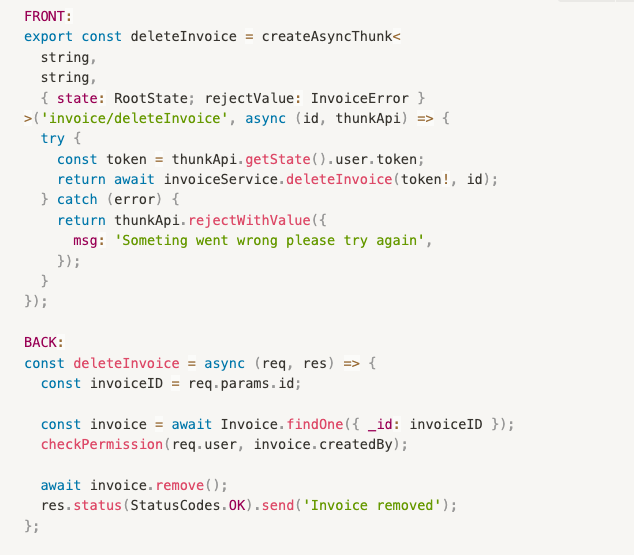 FRONT:
export const deleteInvoice = createAsyncThunk<
  string,
  string,
  { state: RootState; rejectValue: InvoiceError }
>('invoice/deleteInvoice', async (id, thunkApi) => {
  try {
    const token = thunkApi.getState().user.token;
    return await invoiceService.deleteInvoice(token!, id);
  } catch (error) {
    return thunkApi.rejectWithValue({
      msg: 'Someting went wrong please try again',
    });
  }
});

BACK:
const deleteInvoice = async (req, res) => {
  const invoiceID = req.params.id;

  const invoice = await Invoice.findOne({ _id: invoiceID });
  checkPermission(req.user, invoice.createdBy);

  await invoice.remove();
  res.status(StatusCodes.OK).send('Invoice removed');
};